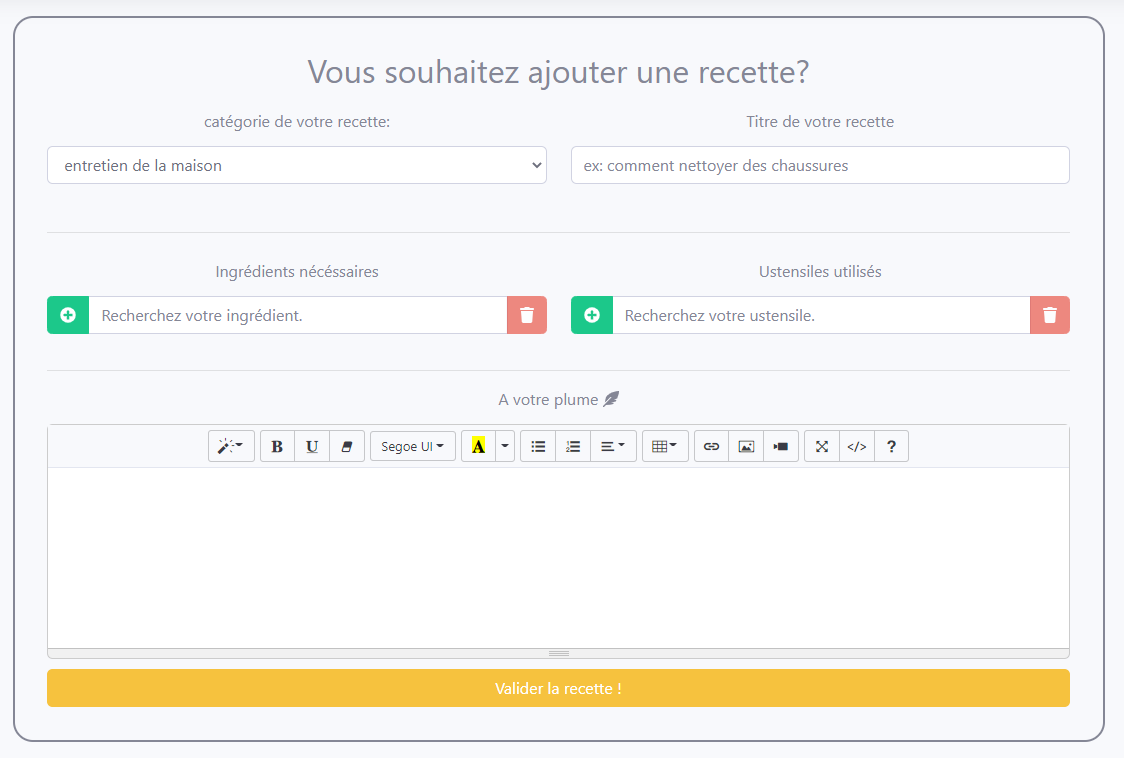 Vous souhaitez ajouter une recette?
catégorie de votre recette:
Titre de votre recette
entretien de la maison
ex: comment nettoyer des chaussures
Ingrédients nécéssaires
Ustensiles utilisés
Recherchez votre ingrédient.
Recherchez votre ustensile.
A votre plume
B U Segoe UI A </> ?
Valider la recette !